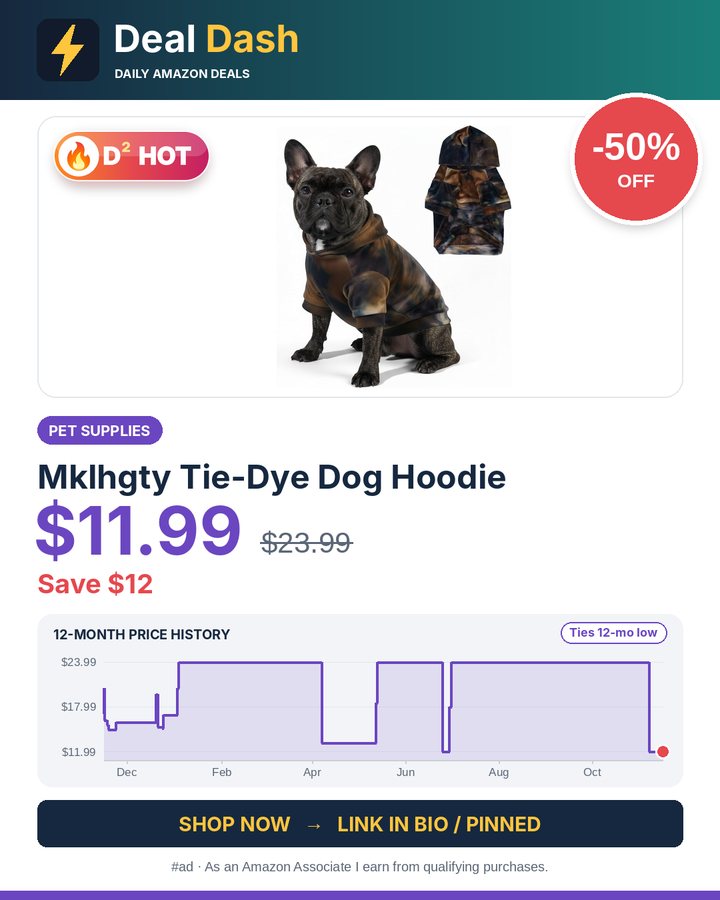 Deal Dash
DAILY AMAZON DEALS
D² HOT
-50%
OFF
PET SUPPLIES
Mklhgty Tie-Dye Dog Hoodie
$11.99 $23.99
Save $12
12-MONTH PRICE HISTORY
Ties 12-mo low
$23.99
$17.99
$11.99
Dec Feb Apr Jun Aug Oct
SHOP NOW → LINK IN BIO / PINNED
#ad · As an Amazon Associate I earn from qualifying purchases.